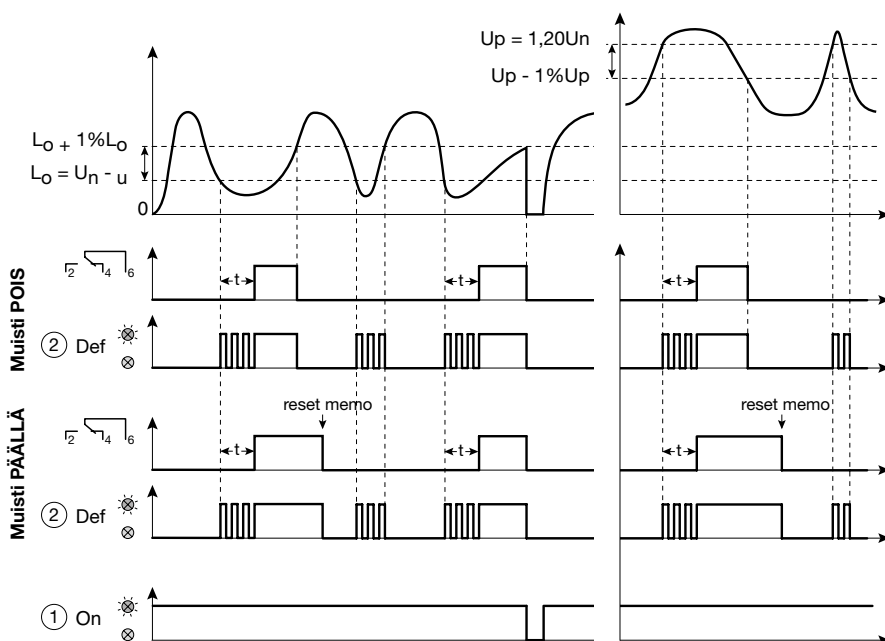 Up = 1,20Un
Up - 1%Up
Lo + 1%Lo
Lo = Un - u
0
Muisti POIS
2 4 6
t t t
2 Def
Muisti PÄÄLLÄ
reset memo reset memo
2 4 6
t t t
2 Def
1 On